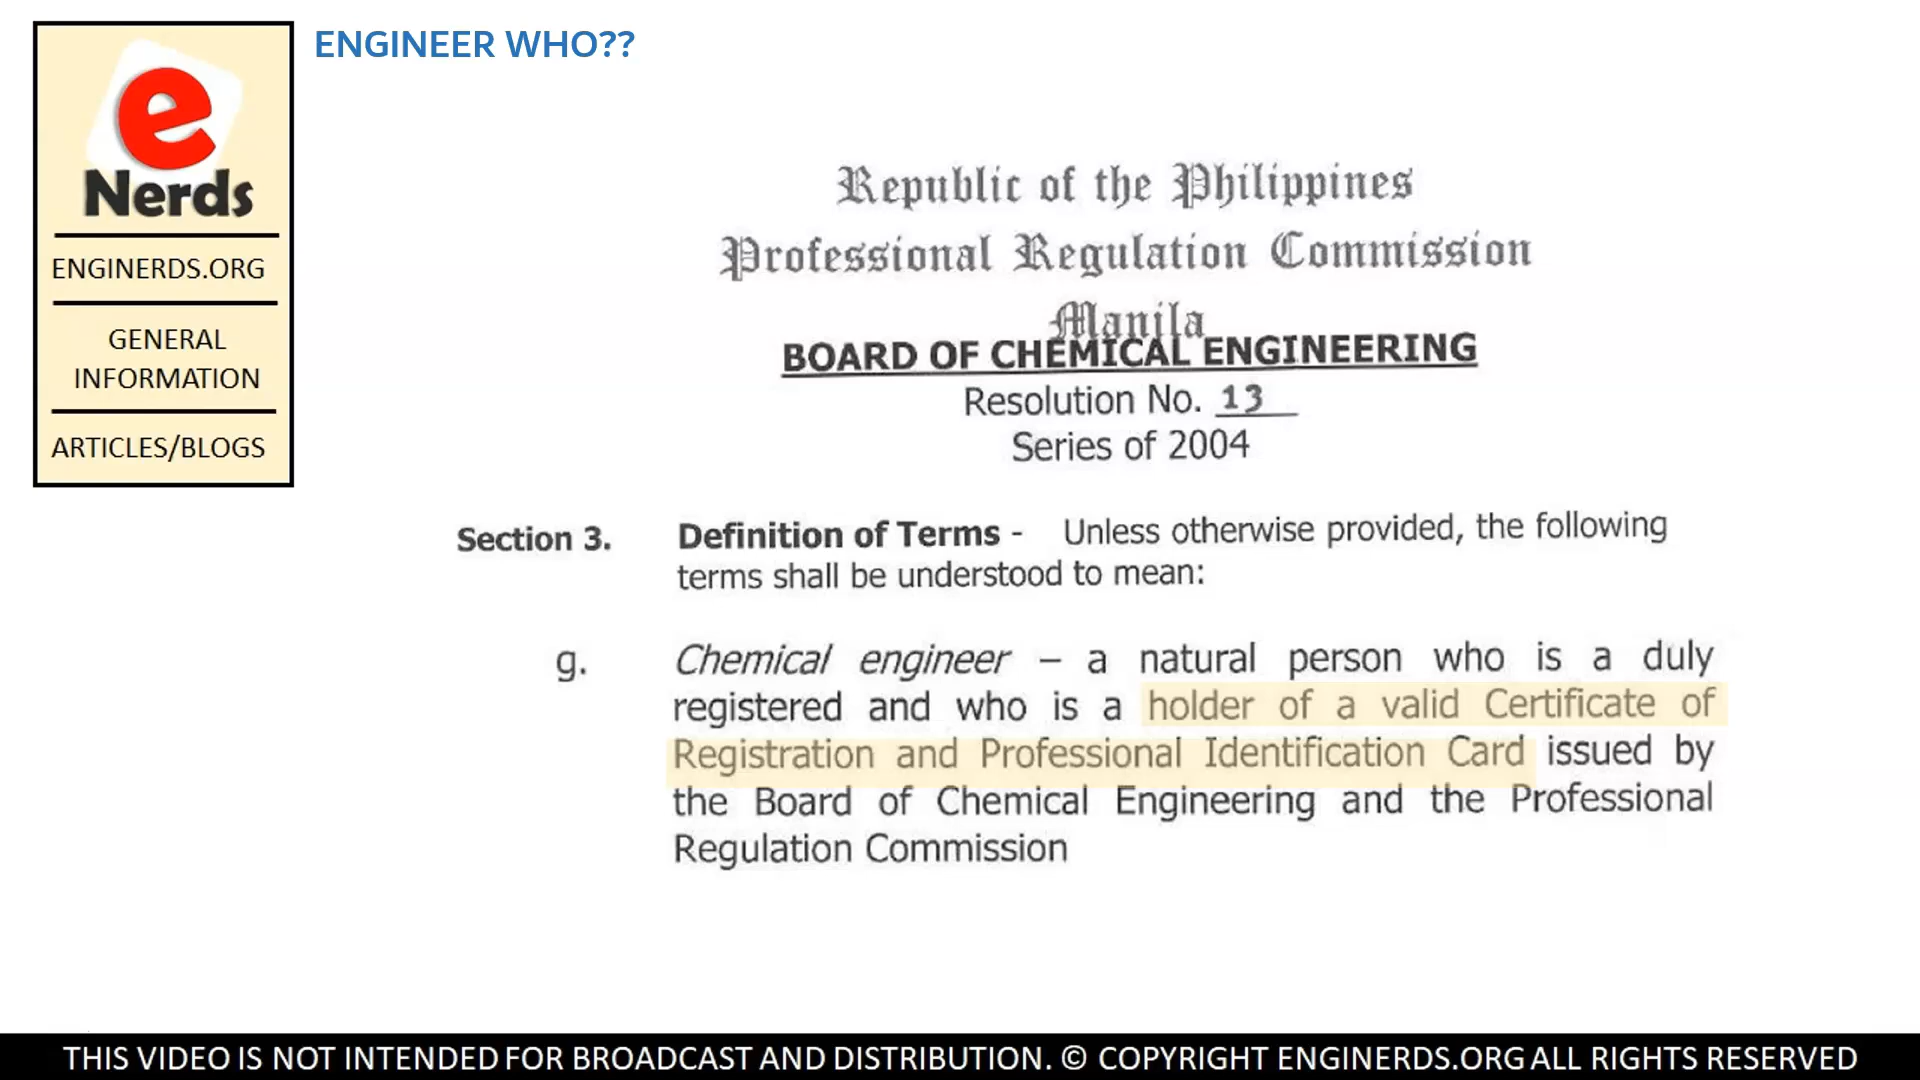 e
Nerds
ENGINERDS.ORG
GENERAL
INFORMATION
ARTICLES/BLOGS
ENGINEER WHO??
Republic of the Philippines
Professional Regulation Commission
Manila
BOARD OF CHEMICAL ENGINEERING
Resolution No. 13
Series of 2004
Section 3. Definition of Terms - Unless otherwise provided, the following
terms shall be understood to mean:
g. Chemical engineer – a natural person who is a duly
registered and who is a holder of a valid Certificate of
Registration and Professional Identification Card issued by
the Board of Chemical Engineering and the Professional
Regulation Commission
THIS VIDEO IS NOT INTENDED FOR BROADCAST AND DISTRIBUTION. © COPYRIGHT ENGINERDS.ORG ALL RIGHTS RESERVED